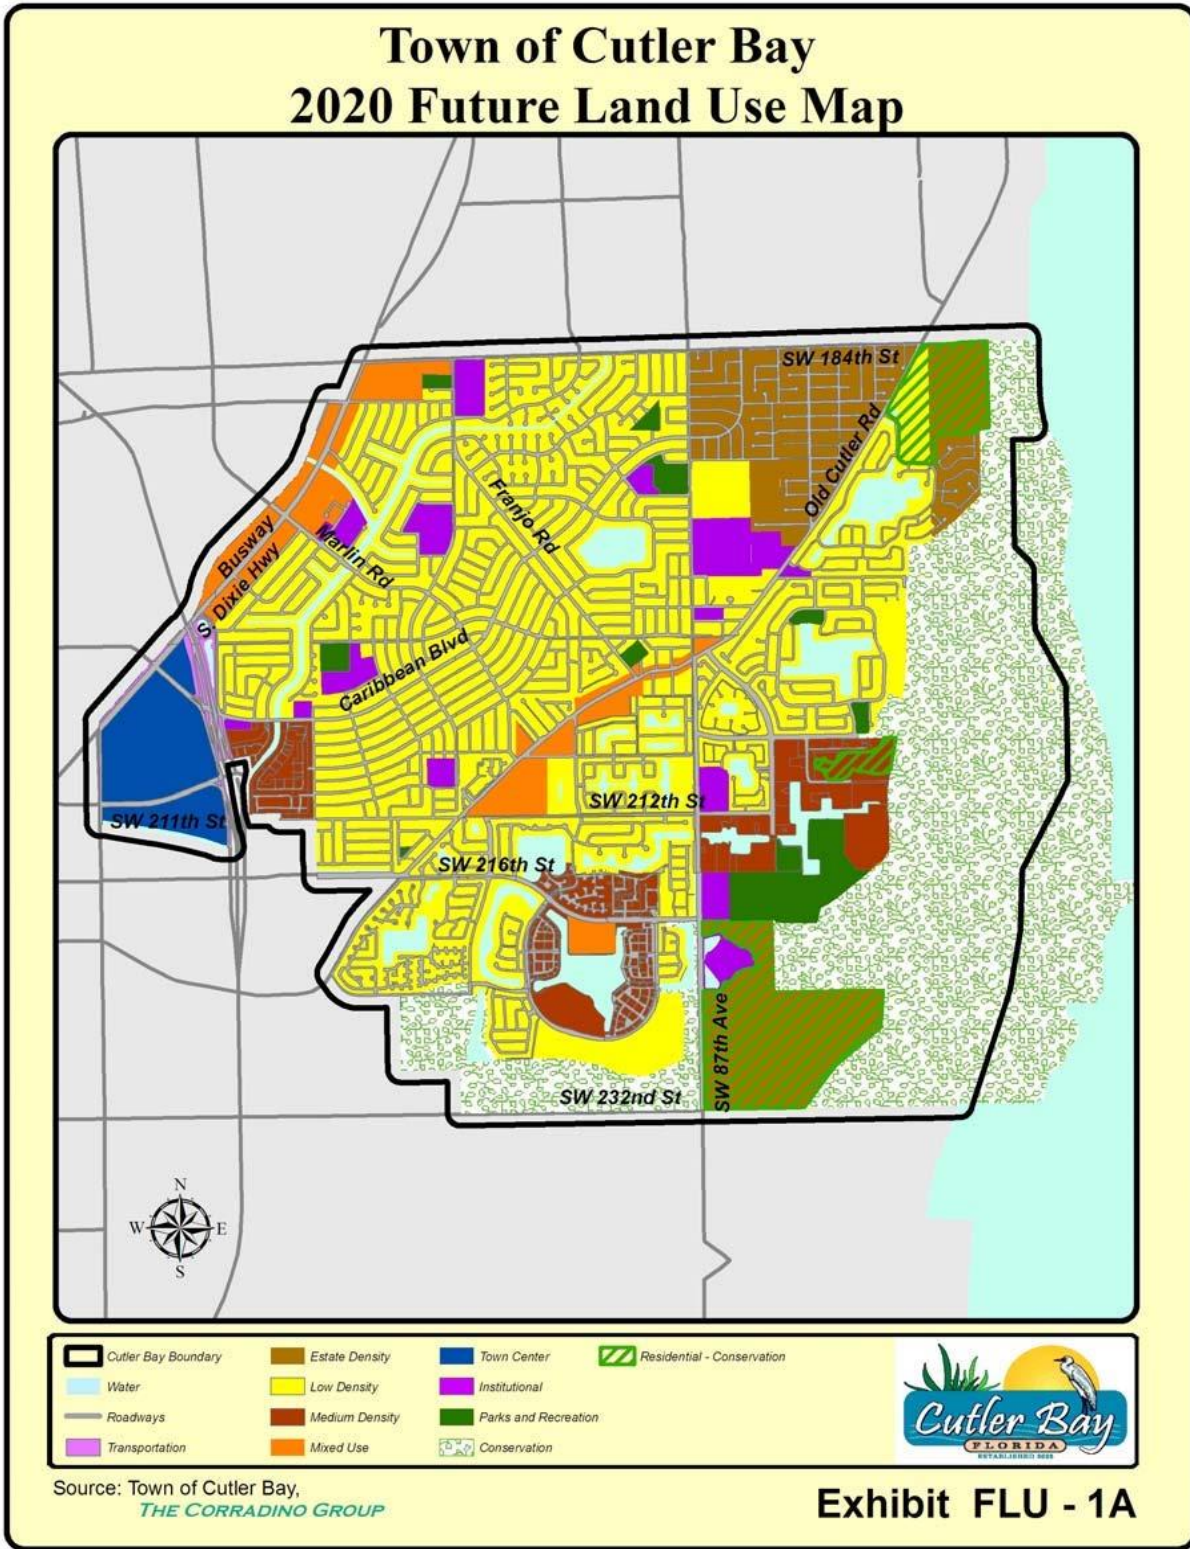 Town of Cutler Bay
2020 Future Land Use Map
SW 184th St
Old Cutler Rd
Franjo Rd
Marlin Rd
Busway
S. Dixie Hwy
Caribbean Blvd
SW 211th St
SW 212th St
SW 216th St
SW 87th Ave
SW 232nd St
N
W E
S
Cutler Bay Boundary
Water
Roadways
Transportation
Estate Density
Low Density
Medium Density
Mixed Use
Town Center
Institutional
Parks and Recreation
Conservation
Residential - Conservation
Cutler Bay
FLORIDA
Source: Town of Cutler Bay,
THE CORRADINO GROUP
Exhibit FLU - 1A